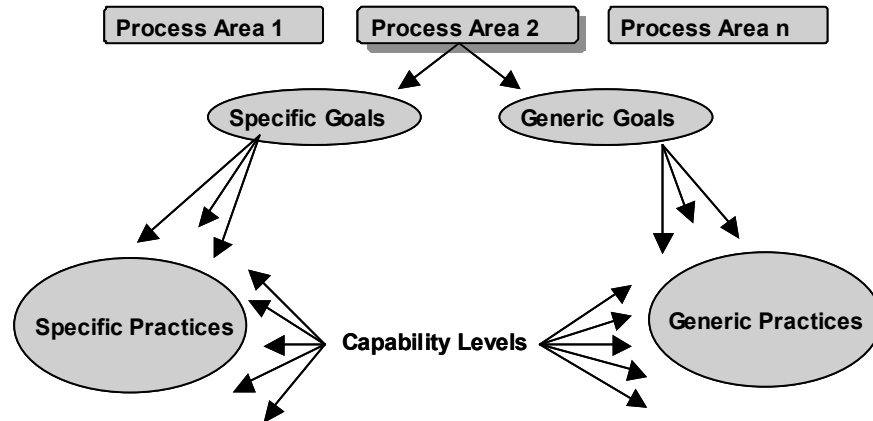 Process Area 1
Process Area 2
Process Area n
Specific Goals
Generic Goals
Specific Practices
Capability Levels
Generic Practices